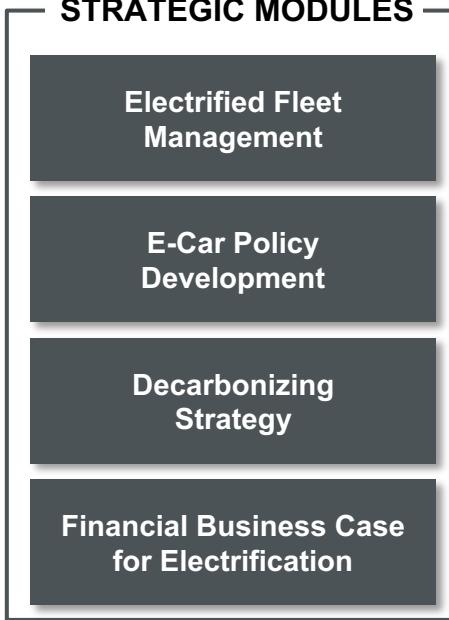 STRATEGIC MODULES
Electrified Fleet
Management
E-Car Policy
Development
Decarbonizing
Strategy
Financial Business Case
for Electrification